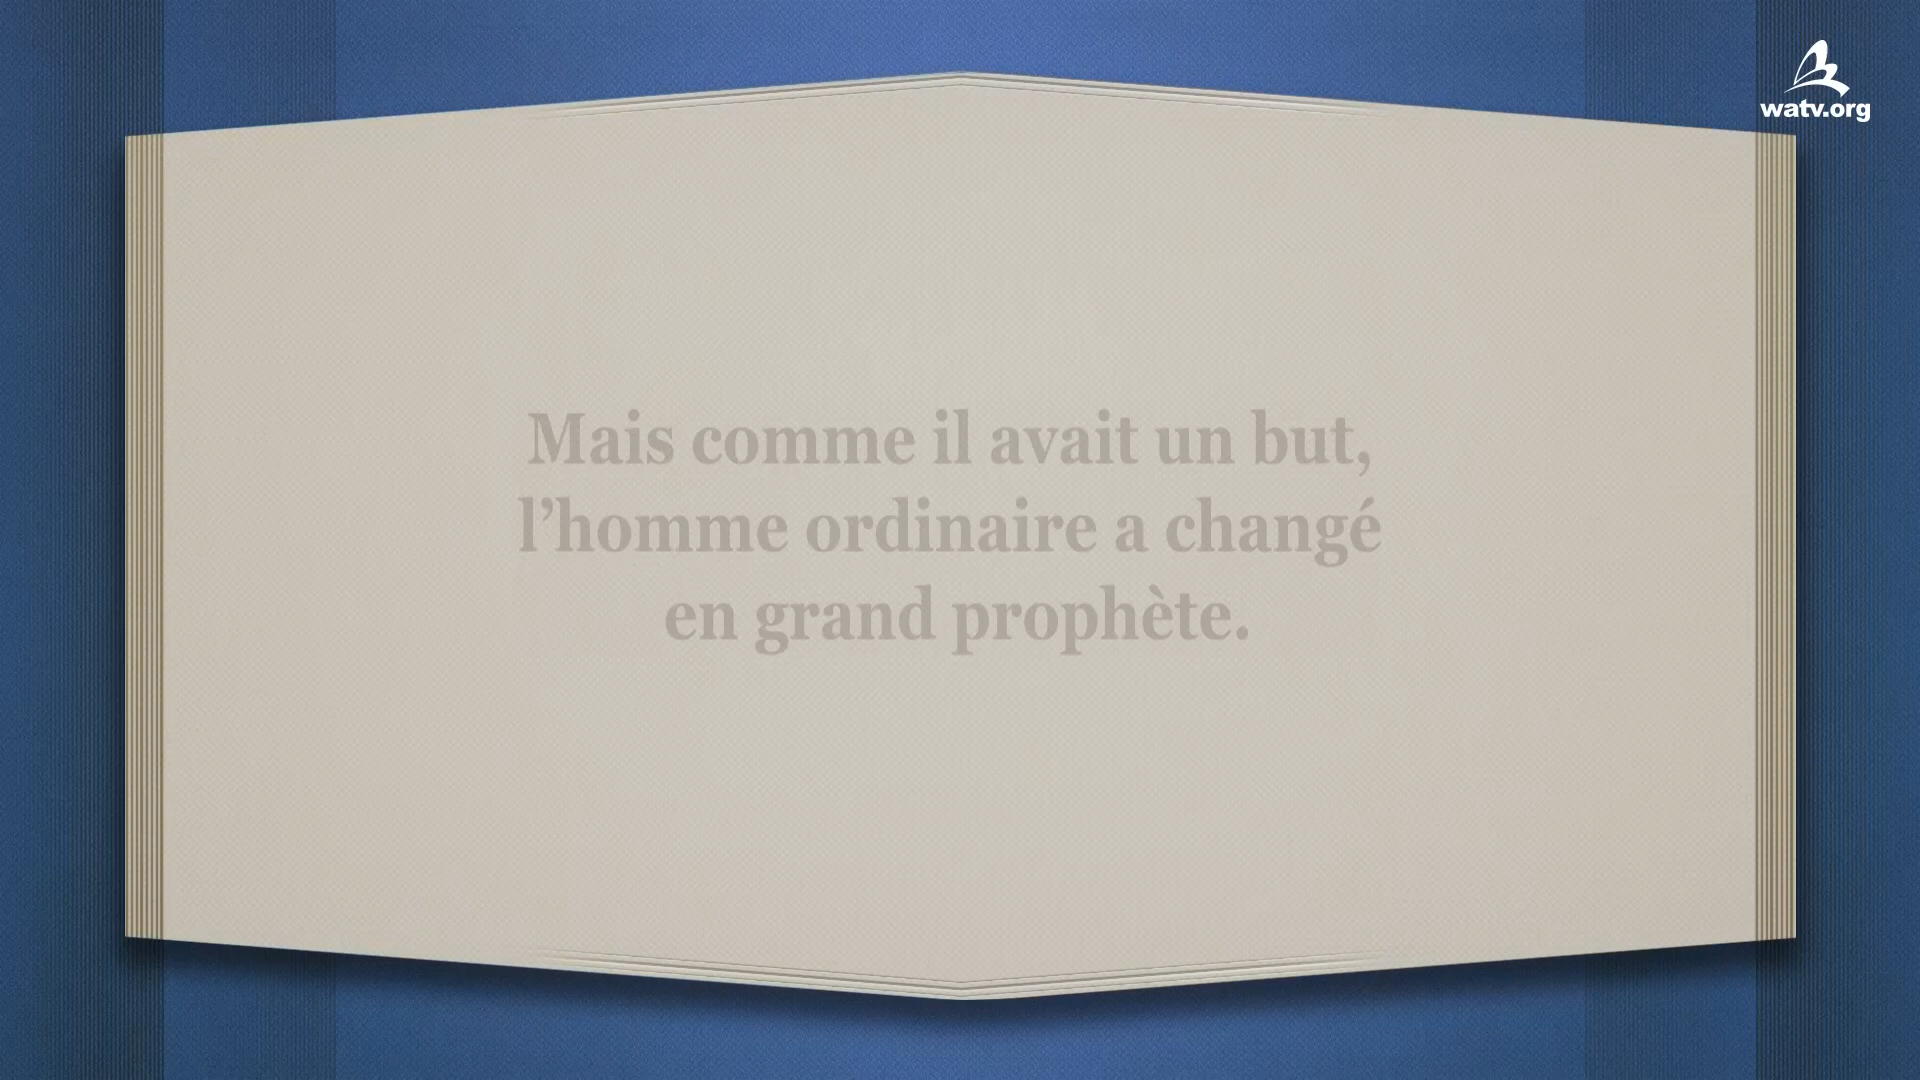 watv.org
Mais comme il avait un but,
l’homme ordinaire a changé
en grand prophète.